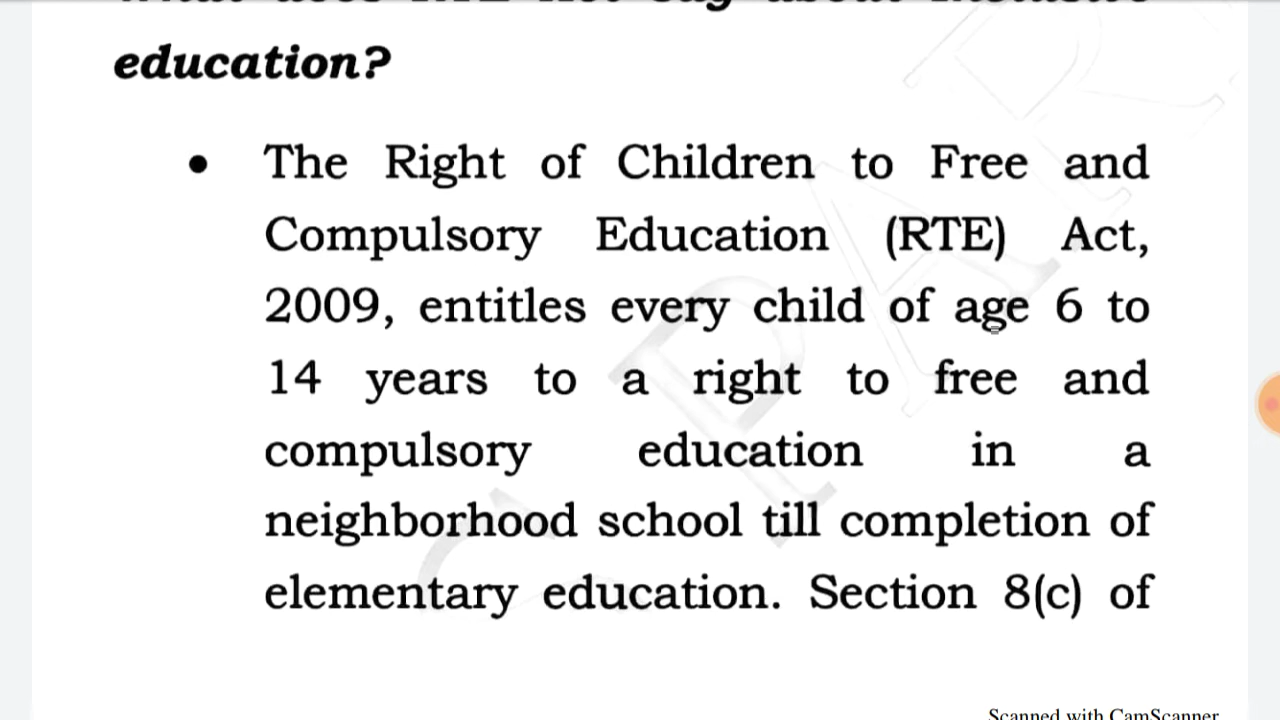 education?
• The Right of Children to Free and
Compulsory Education (RTE) Act,
2009, entitles every child of age 6 to
14 years to a right to free and
compulsory education in a
neighborhood school till completion of
elementary education. Section 8(c) of
Scanned with CamScanner